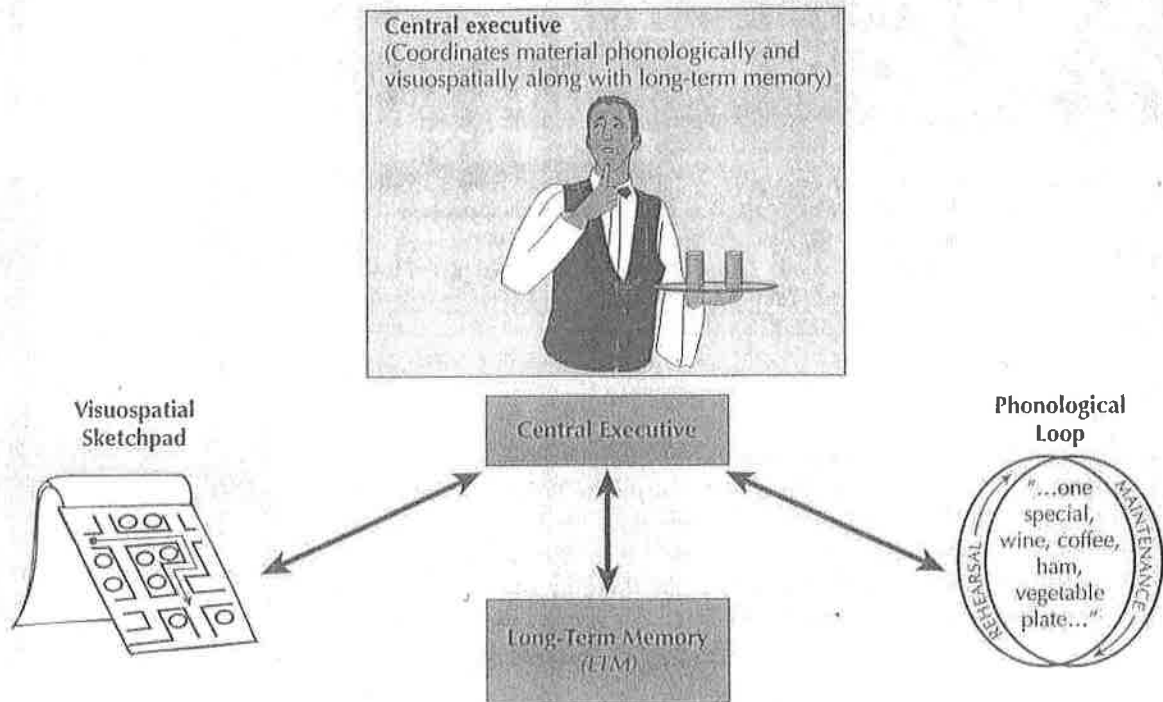 Central executive
(Coordinates material phonologically and
visuospatially along with long-term memory)
Visuospatial
Sketchpad
Central Executive
Phonological
Loop
REHEARSAL
MAINTENANCE
"...one
special,
wine, coffee,
ham,
vegetable
plate..."
Long-Term Memory
(LTM)